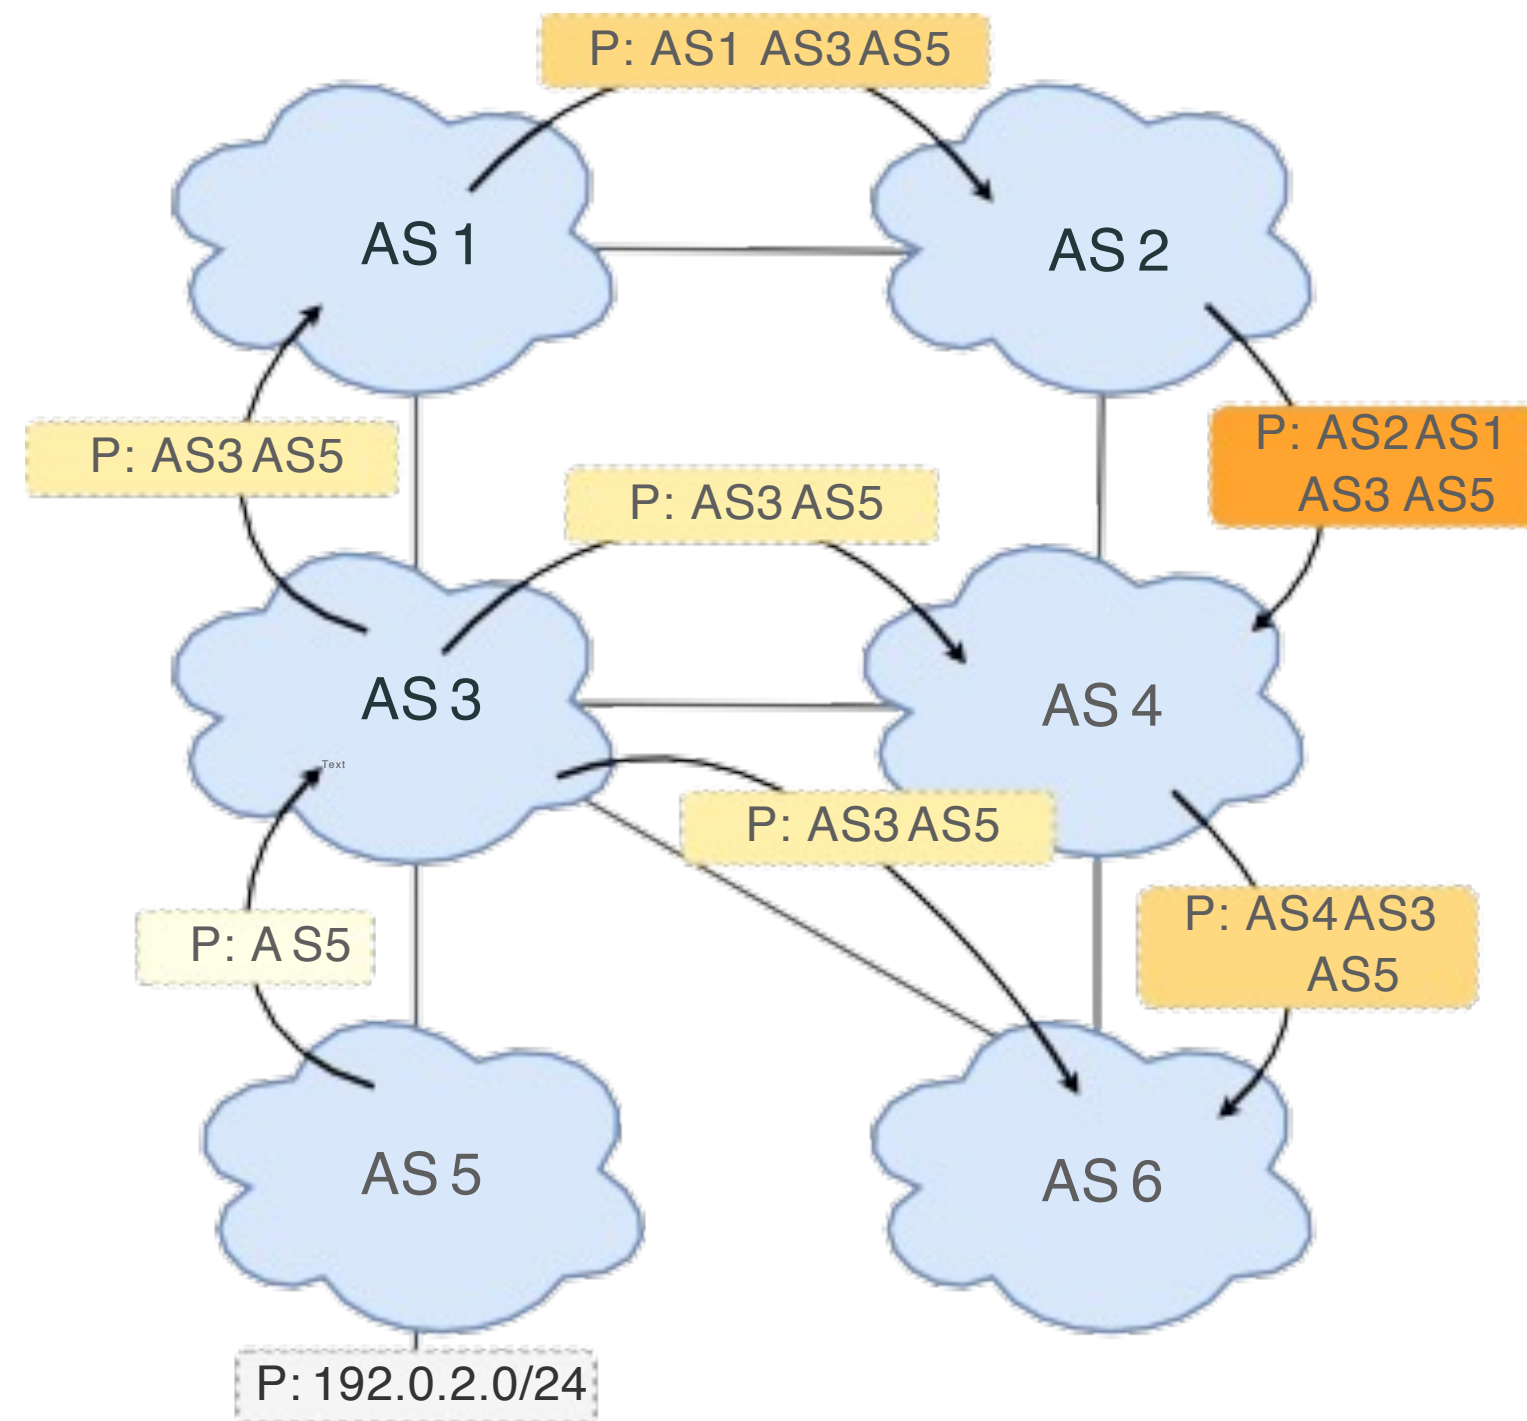 P: AS1 AS3 AS5
AS 1
AS 2
P: AS3 AS5
P: AS2 AS1
AS3 AS5
P: AS3 AS5
AS 3
AS 4
Text
P: AS3 AS5
P: AS4 AS3
AS5
P: A S5
AS 5
AS 6
P: 192.0.2.0/24